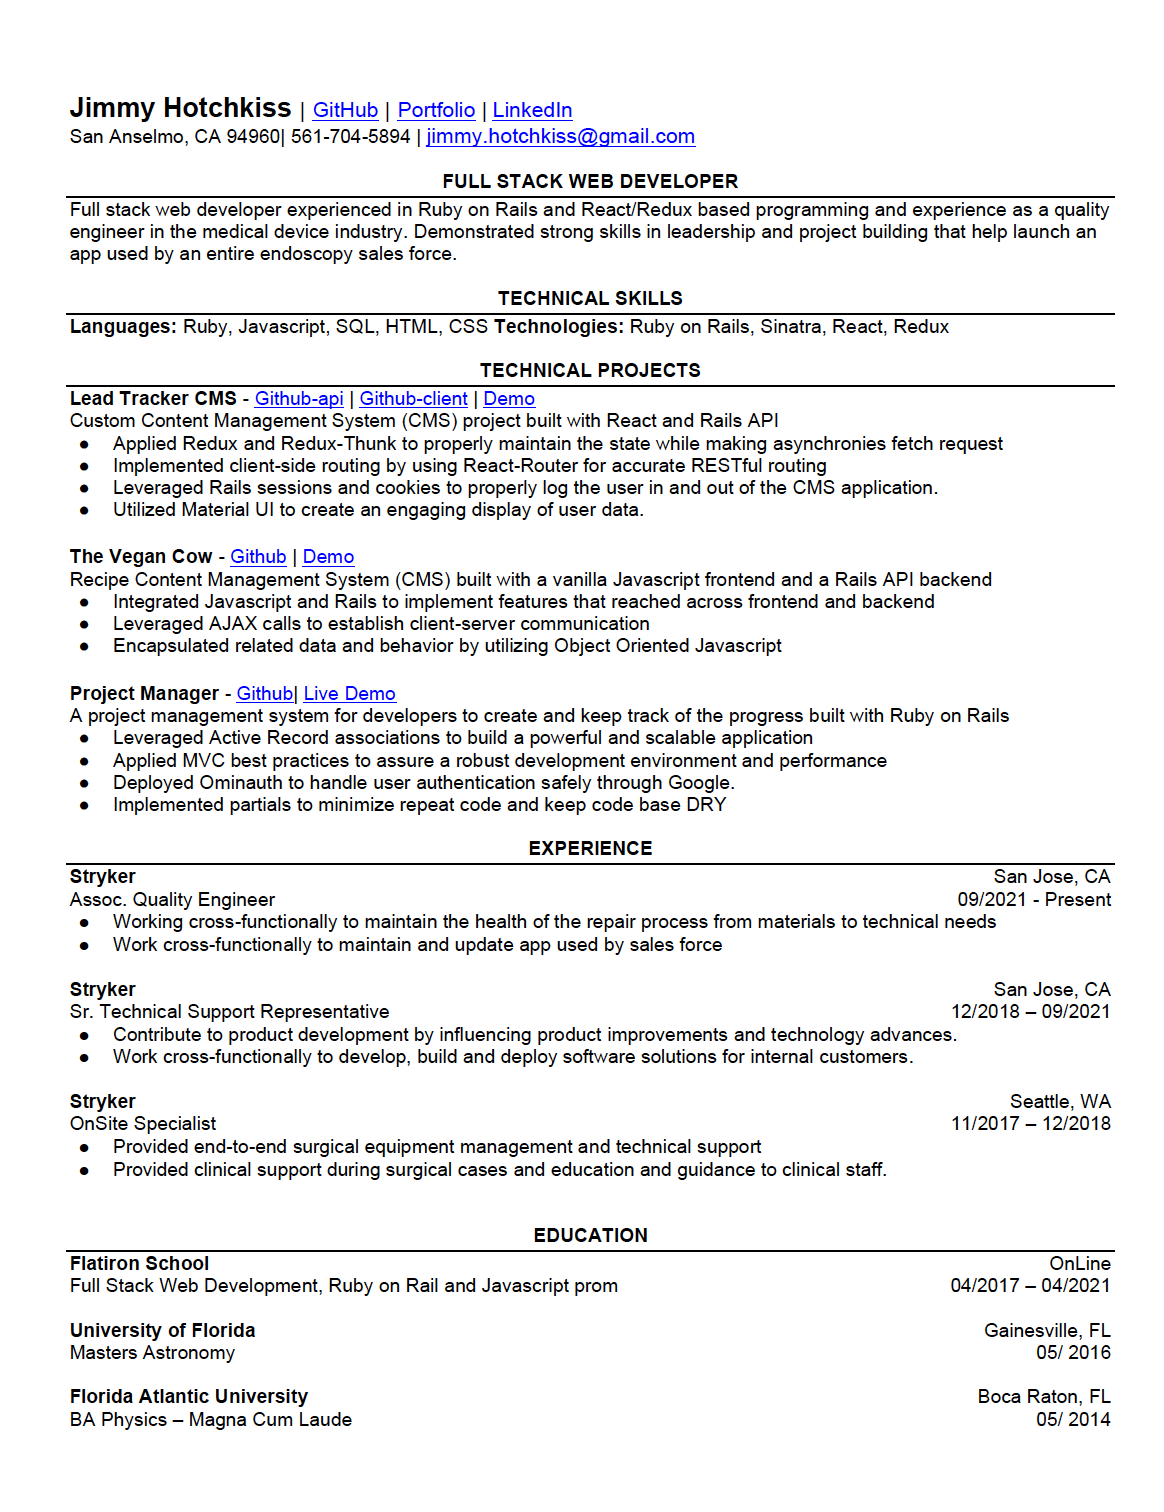 Jimmy Hotchkiss | GitHub | Portfolio | LinkedIn
San Anselmo, CA 94960| 561-704-5894 | jimmy.hotchkiss@gmail.com
FULL STACK WEB DEVELOPER
Full stack web developer experienced in Ruby on Rails and React/Redux based programming and experience as a quality
engineer in the medical device industry. Demonstrated strong skills in leadership and project building that help launch an
app used by an entire endoscopy sales force.
TECHNICAL SKILLS
Languages: Ruby, Javascript, SQL, HTML, CSS Technologies: Ruby on Rails, Sinatra, React, Redux
TECHNICAL PROJECTS
Lead Tracker CMS - Github-api | Github-client | Demo
Custom Content Management System (CMS) project built with React and Rails API
● Applied Redux and Redux-Thunk to properly maintain the state while making asynchronies fetch request
● Implemented client-side routing by using React-Router for accurate RESTful routing
● Leveraged Rails sessions and cookies to properly log the user in and out of the CMS application.
● Utilized Material UI to create an engaging display of user data.
The Vegan Cow - Github | Demo
Recipe Content Management System (CMS) built with a vanilla Javascript frontend and a Rails API backend
● Integrated Javascript and Rails to implement features that reached across frontend and backend
● Leveraged AJAX calls to establish client-server communication
● Encapsulated related data and behavior by utilizing Object Oriented Javascript
Project Manager - Github| Live Demo
A project management system for developers to create and keep track of the progress built with Ruby on Rails
● Leveraged Active Record associations to build a powerful and scalable application
● Applied MVC best practices to assure a robust development environment and performance
● Deployed Ominauth to handle user authentication safely through Google.
● Implemented partials to minimize repeat code and keep code base DRY
EXPERIENCE
Stryker San Jose, CA
Assoc. Quality Engineer 09/2021 - Present
● Working cross-functionally to maintain the health of the repair process from materials to technical needs
● Work cross-functionally to maintain and update app used by sales force
Stryker San Jose, CA
Sr. Technical Support Representative 12/2018 – 09/2021
● Contribute to product development by influencing product improvements and technology advances.
● Work cross-functionally to develop, build and deploy software solutions for internal customers.
Stryker Seattle, WA
OnSite Specialist 11/2017 – 12/2018
● Provided end-to-end surgical equipment management and technical support
● Provided clinical support during surgical cases and education and guidance to clinical staff.
EDUCATION
Flatiron School OnLine
Full Stack Web Development, Ruby on Rail and Javascript prom 04/2017 – 04/2021
University of Florida Gainesville, FL
Masters Astronomy 05/ 2016
Florida Atlantic University Boca Raton, FL
BA Physics – Magna Cum Laude 05/ 2014